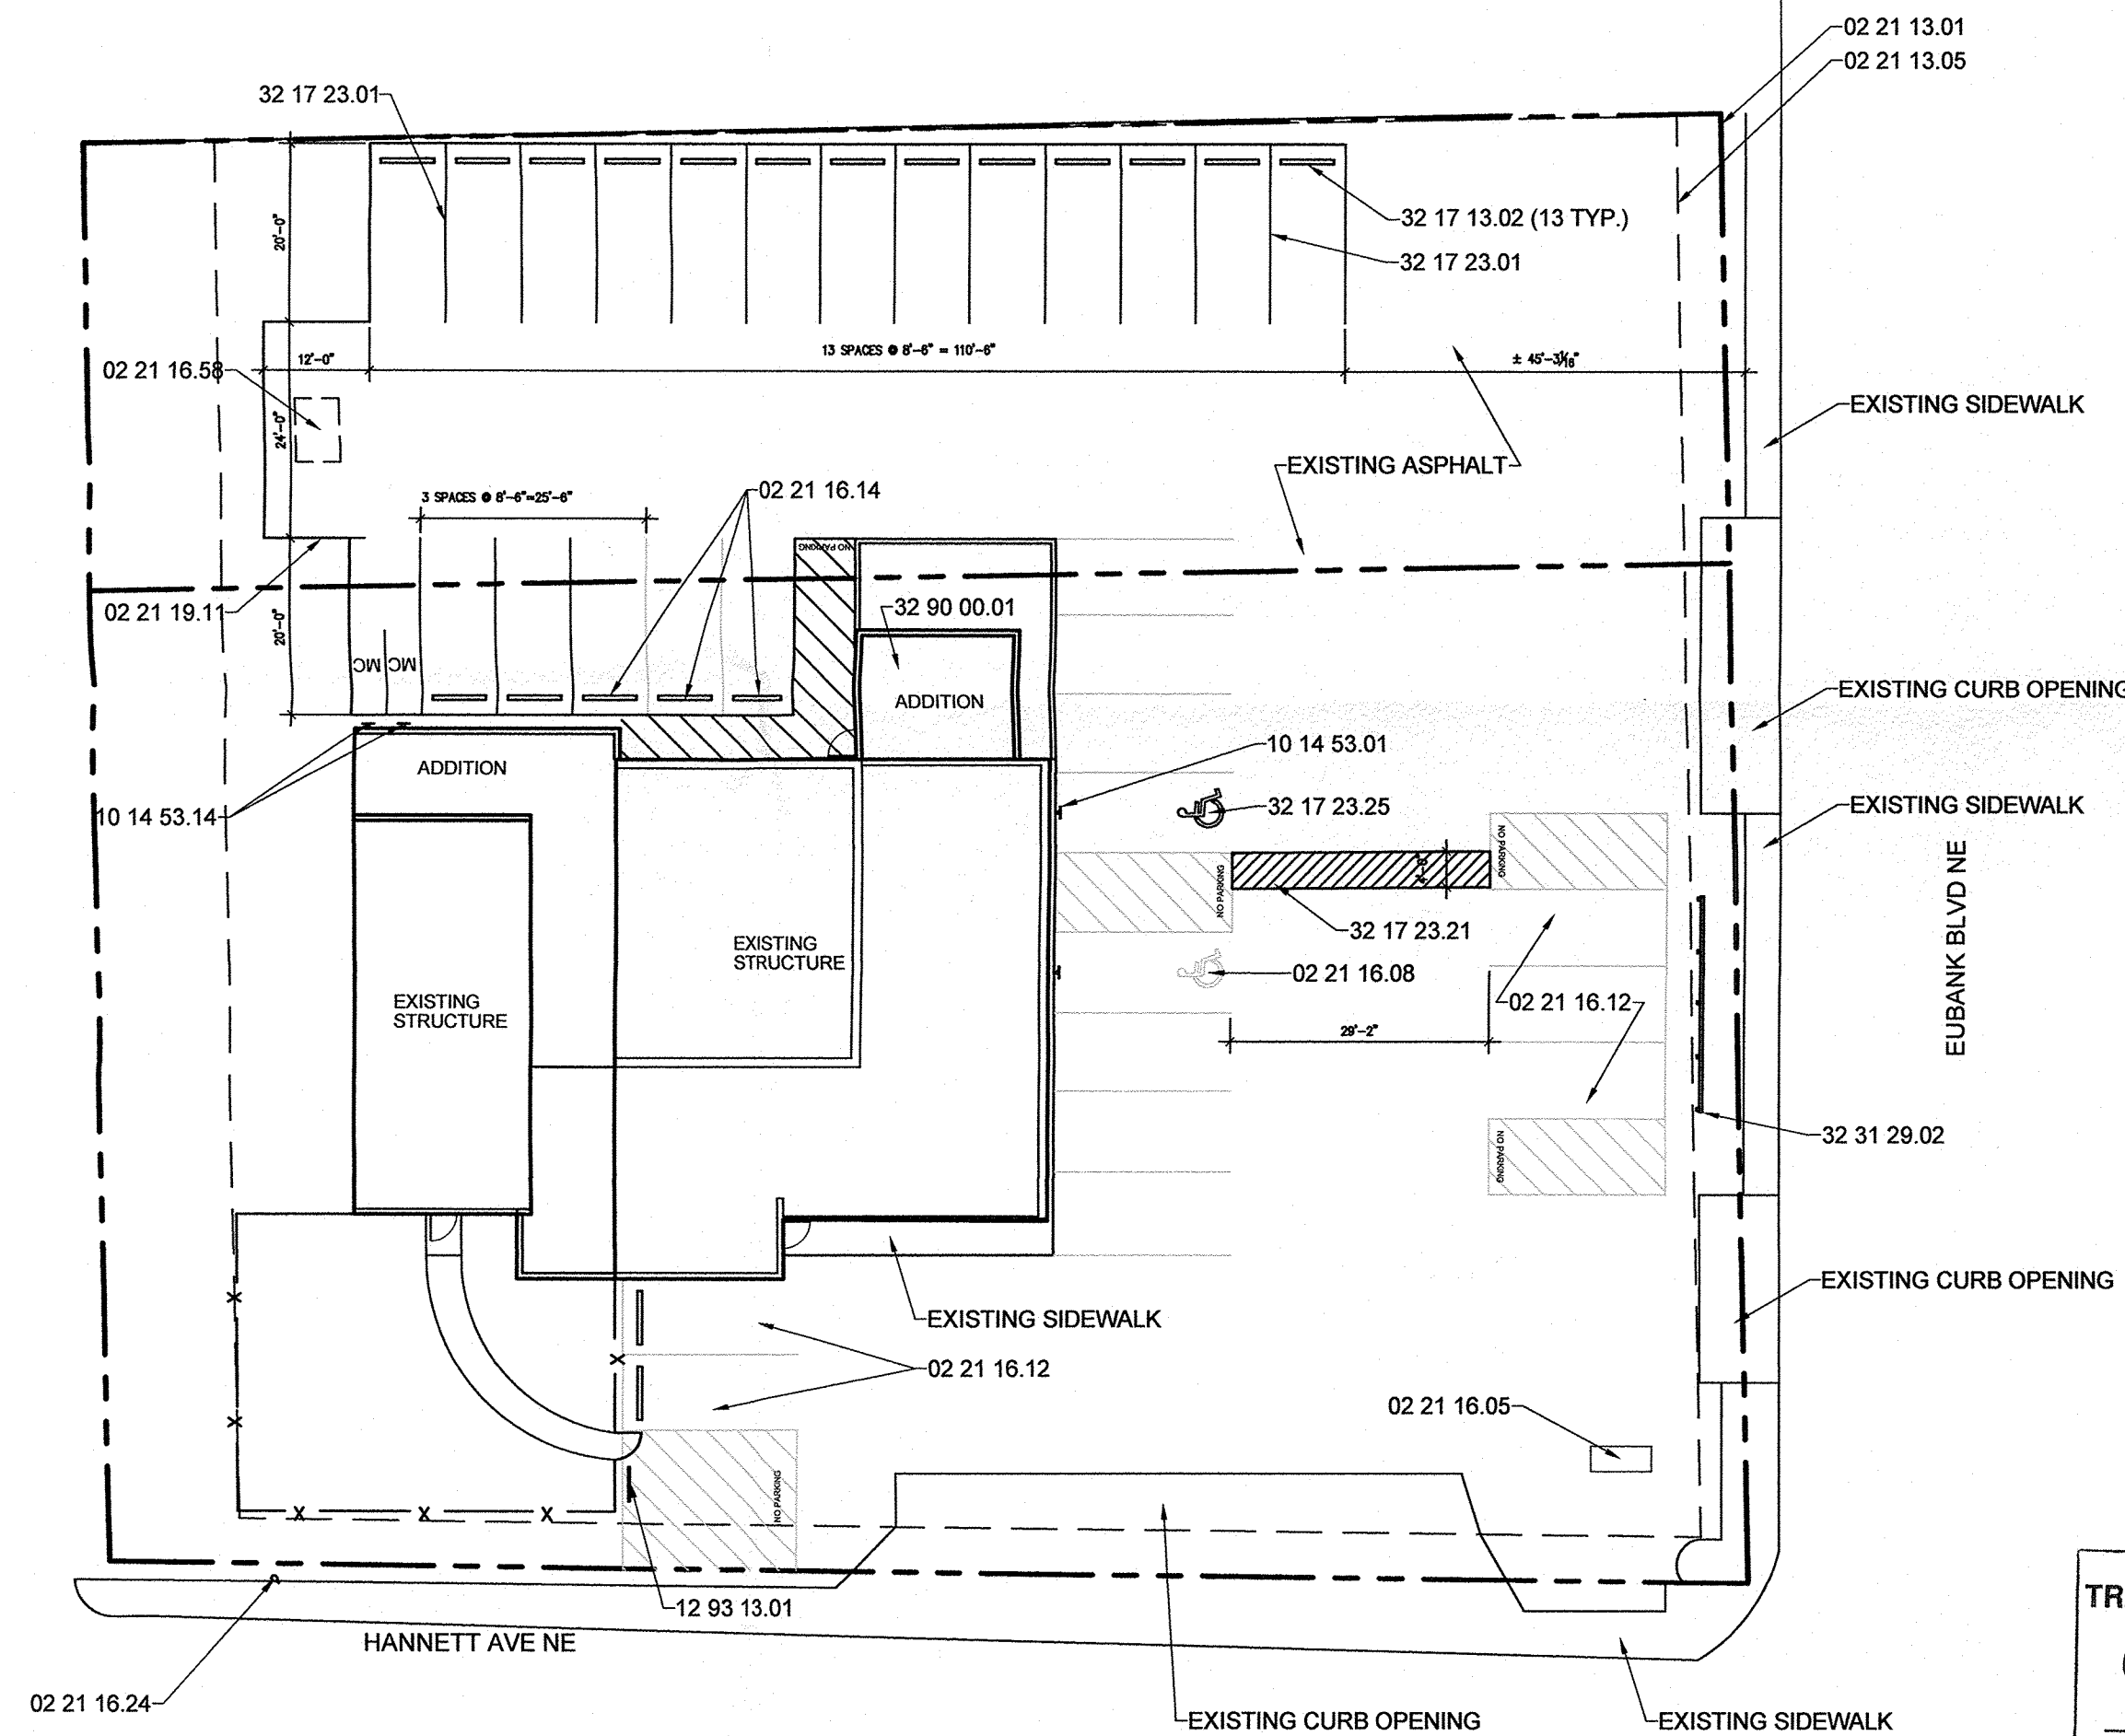 02 21 13.01
02 21 13.05
32 17 23.01
20'-0"
32 17 13.02 (13 TYP.)
32 17 23.01
13 SPACES @ 8'-6" = 110'-6"
12'-0"
± 45'-3 1/16"
02 21 16.58
EXISTING SIDEWALK
24'-0"
EXISTING ASPHALT
3 SPACES @ 8'-6"=25'-6"
02 21 16.14
NO PARKING
02 21 19.11
32 90 00.01
20'-0"
MC
MC
ADDITION
EXISTING CURB OPENING
10 14 53.01
ADDITION
32 17 23.25
EXISTING SIDEWALK
10 14 53.14
NO PARKING
NO PARKING
32 17 23.21
EUBANK BLVD NE
EXISTING
STRUCTURE
02 21 16.08
EXISTING
STRUCTURE
02 21 16.12
29'-2"
32 31 29.02
NO PARKING
EXISTING CURB OPENING
EXISTING SIDEWALK
02 21 16.12
02 21 16.05
NO PARKING
12 93 13.01
HANNETT AVE NE
TR
02 21 16.24
EXISTING CURB OPENING
EXISTING SIDEWALK